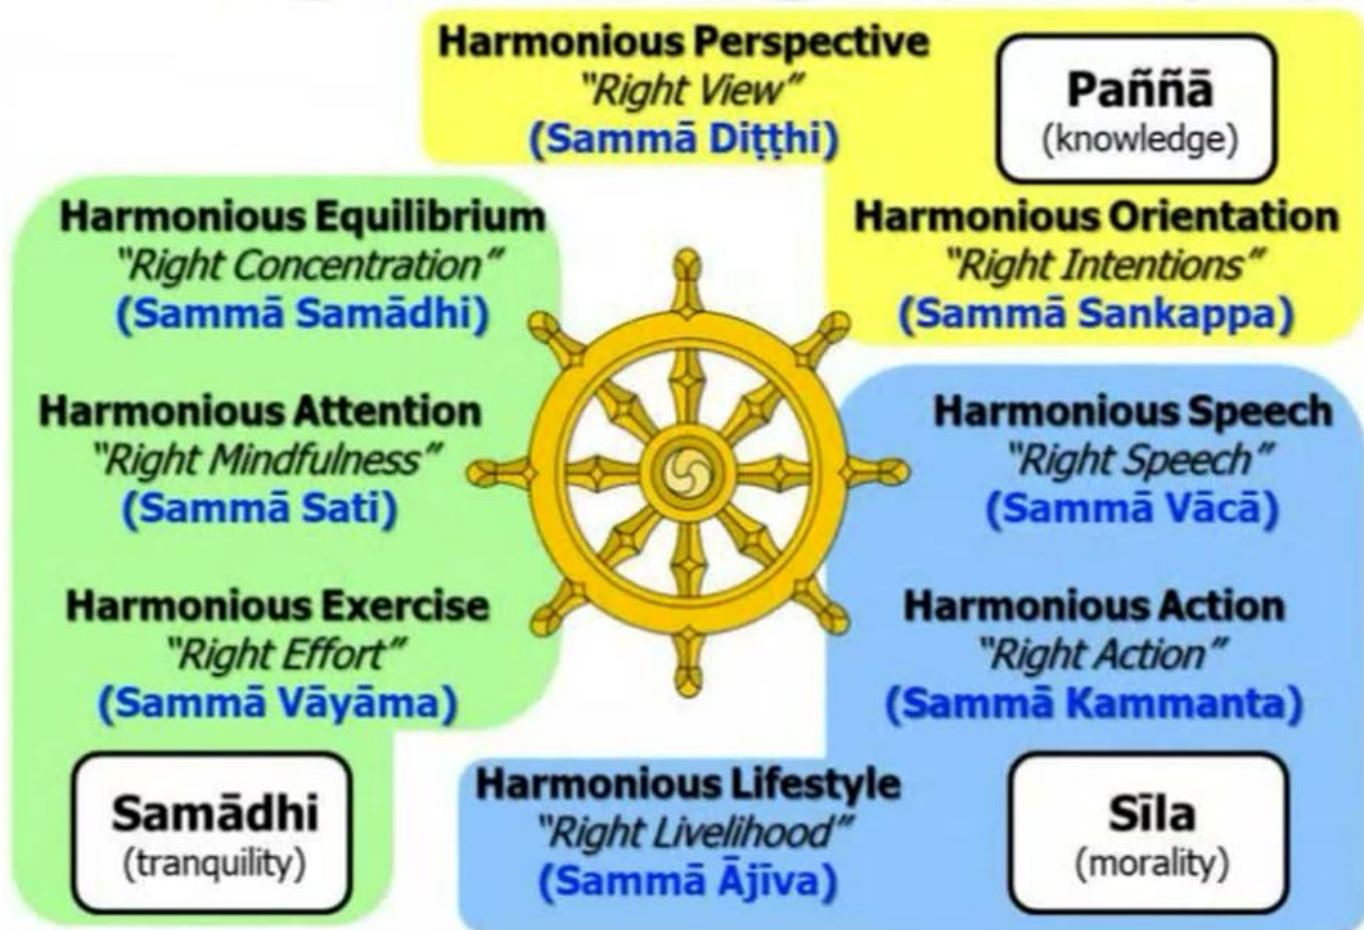 Harmonious Perspective
"Right View"
(Sammā Diṭṭhi)
Paññā
(knowledge)
Harmonious Orientation
"Right Intentions"
(Sammā Sankappa)
Harmonious Speech
"Right Speech"
(Sammā Vācā)
Harmonious Action
"Right Action"
(Sammā Kammanta)
Sīla
(morality)
Harmonious Lifestyle
"Right Livelihood"
(Sammā Ājīva)
Harmonious Equilibrium
"Right Concentration"
(Sammā Samādhi)
Harmonious Attention
"Right Mindfulness"
(Sammā Sati)
Harmonious Exercise
"Right Effort"
(Sammā Vāyāma)
Samādhi
(tranquility)